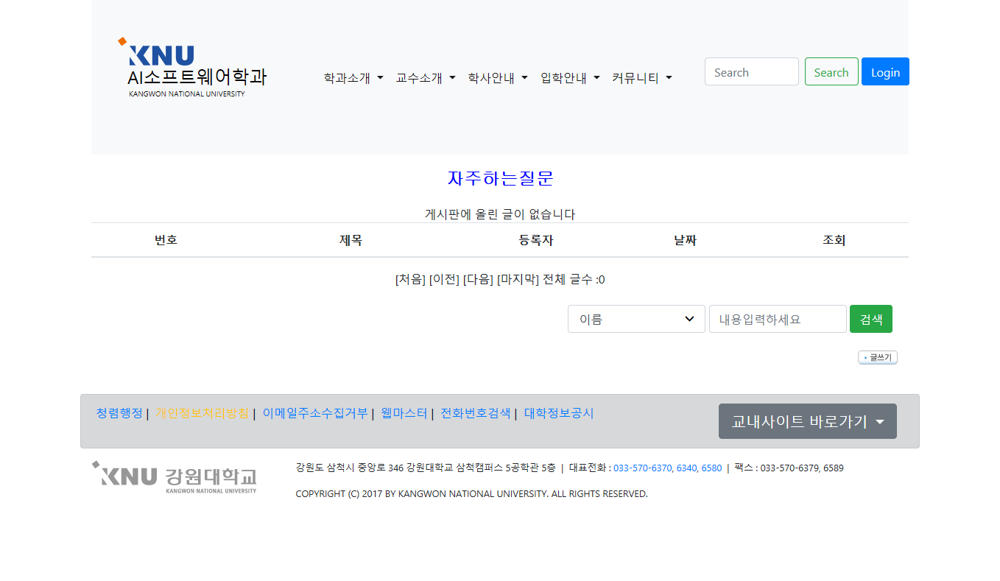 KNU
AI소프트웨어학과
KANGWON NATIONAL UNIVERSITY
학과소개 교수소개 학사안내 입학안내 커뮤니티 Search Search Login
자주하는질문
게시판에 올린 글이 없습니다
번호 제목 등록자 날짜 조회
[처음] [이전] [다음] [마지막] 전체 글수 :0
이름 내용입력하세요 검색
글쓰기
청렴행정 | 개인정보처리방침 | 이메일주소수집거부 | 웹마스터 | 전화번호검색 | 대학정보공시 교내사이트 바로가기
KNU 강원대학교
KANGWON NATIONAL UNIVERSITY
강원도 삼척시 중앙로 346 강원대학교 삼척캠퍼스 5공학관 5층 | 대표전화 : 033-570-6370, 6340, 6580 | 팩스 : 033-570-6379, 6589
COPYRIGHT (C) 2017 BY KANGWON NATIONAL UNIVERSITY. ALL RIGHTS RESERVED.